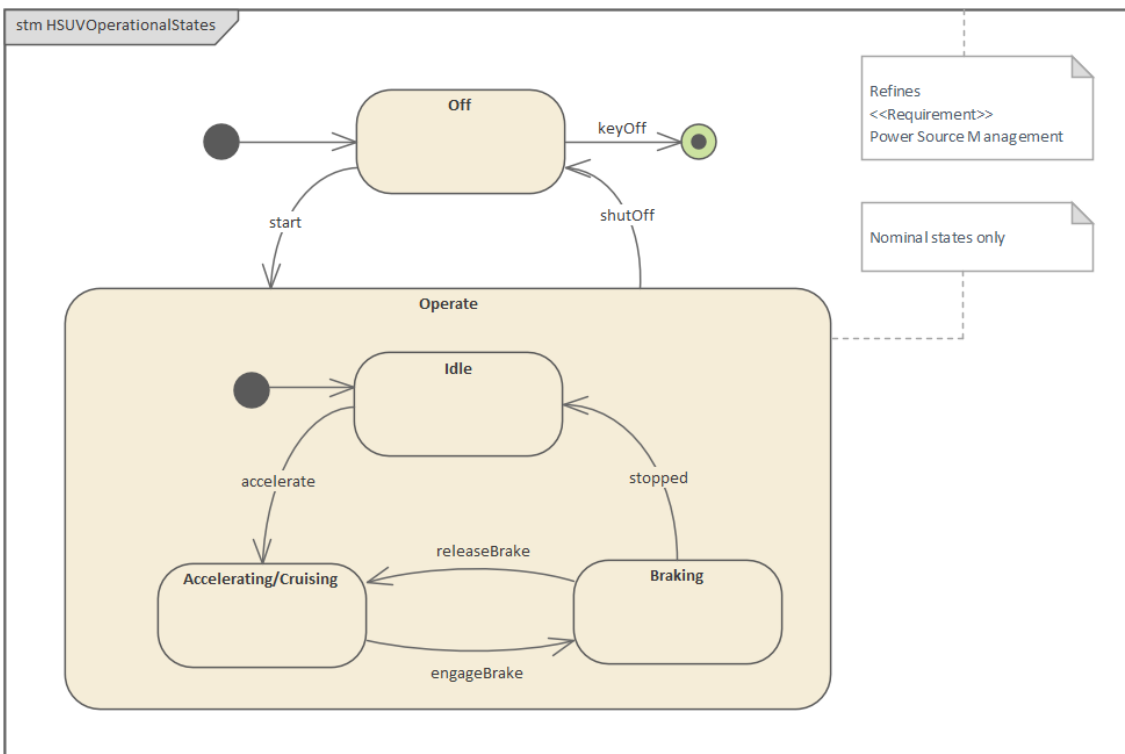 stm HSUVOperationalStates
Off
keyOff
Refines
<<Requirement>>
Power Source Management
start
shutOff
Nominal states only
Operate
Idle
accelerate
stopped
releaseBrake
Accelerating/Cruising
Braking
engageBrake